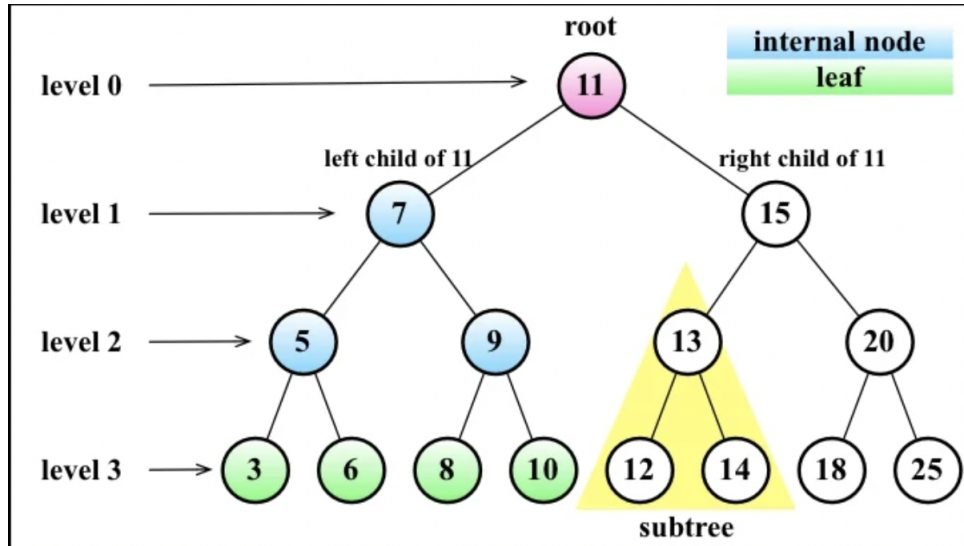 root
internal node
leaf
level 0
11
left child of 11
right child of 11
level 1
7
15
level 2
5
9
13
20
level 3
3
6
8
10
12
14
18
25
subtree